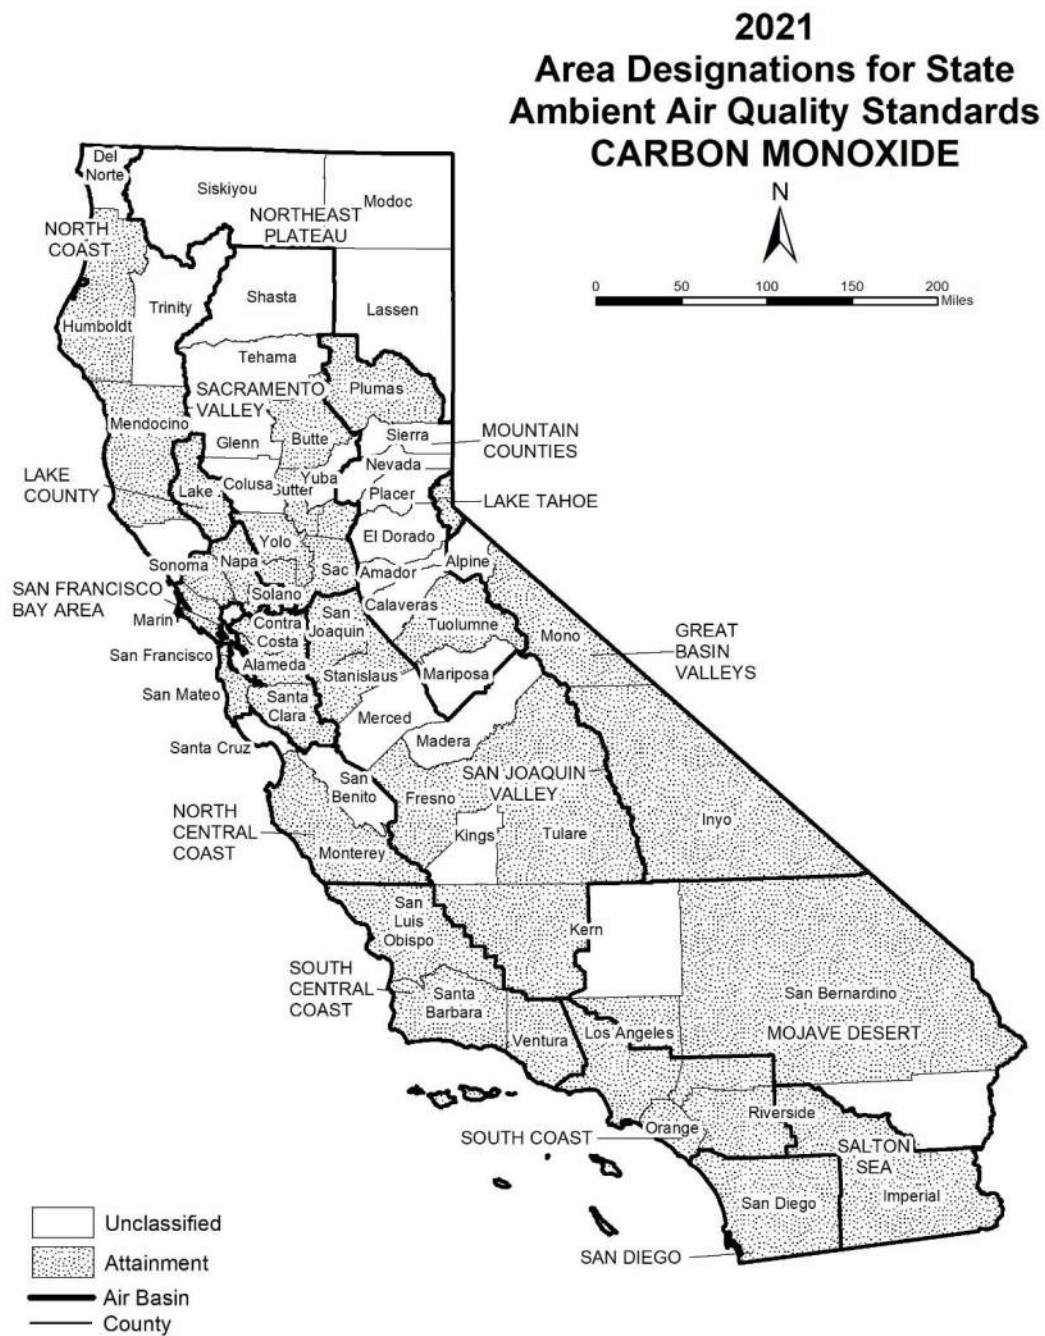 2021
Area Designations for State
Ambient Air Quality Standards
CARBON MONOXIDE
N
0 50 100 150 200
Miles
Del
Norte
Siskiyou
Modoc
NORTHEAST
PLATEAU
NORTH
COAST
Trinity
Shasta
Lassen
Humboldt
Tehama
Plumas
SACRAMENTO
VALLEY
Mendocino
Glenn
Butte
Sierra
MOUNTAIN
COUNTIES
Nevada
LAKE
COUNTY
Lake
Colusa
Yuba
Sutter
Placer
LAKE TAHOE
Yolo
El Dorado
Sonoma
Napa
Sac
Amador
Alpine
SAN FRANCISCO
BAY AREA
Solano
Calaveras
Marin
Contra
Costa
San
Joaquin
Tuolumne
Mono
GREAT
BASIN
VALLEYS
San Francisco
Alameda
Stanislaus
Mariposa
San Mateo
Santa
Clara
Merced
Santa Cruz
Madera
San
Benito
SAN JOAQUIN
VALLEY
Fresno
NORTH
CENTRAL
COAST
Kings
Tulare
Inyo
Monterey
San
Luis
Obispo
Kern
SOUTH
CENTRAL
COAST
Santa
Barbara
San Bernardino
Ventura
Los Angeles
MOJAVE DESERT
Riverside
SOUTH COAST
Orange
SALTON
SEA
San Diego
Imperial
SAN DIEGO
Unclassified
Attainment
Air Basin
County